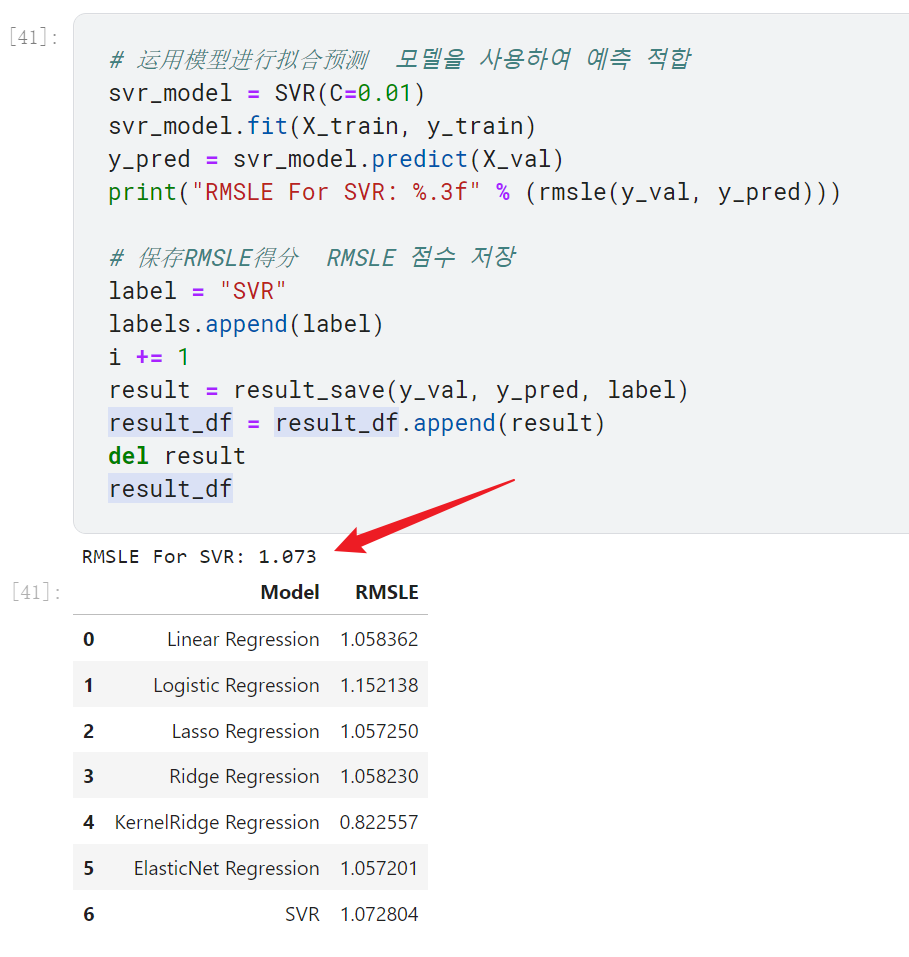 [41]:
# 运用模型进行拟合预测  모델을 사용하여 예측 적합
svr_model = SVR(C=0.01)
svr_model.fit(X_train, y_train)
y_pred = svr_model.predict(X_val)
print("RMSLE For SVR: %.3f" % (rmsle(y_val, y_pred)))
# 保存RMSLE得分  RMSLE 점수 저장
label = "SVR"
labels.append(label)
i += 1
result = result_save(y_val, y_pred, label)
result_df = result_df.append(result)
del result
result_df
RMSLE For SVR: 1.073
[41]:
Model RMSLE
0 Linear Regression 1.058362
1 Logistic Regression 1.152138
2 Lasso Regression 1.057250
3 Ridge Regression 1.058230
4 KernelRidge Regression 0.822557
5 ElasticNet Regression 1.057201
6 SVR 1.072804